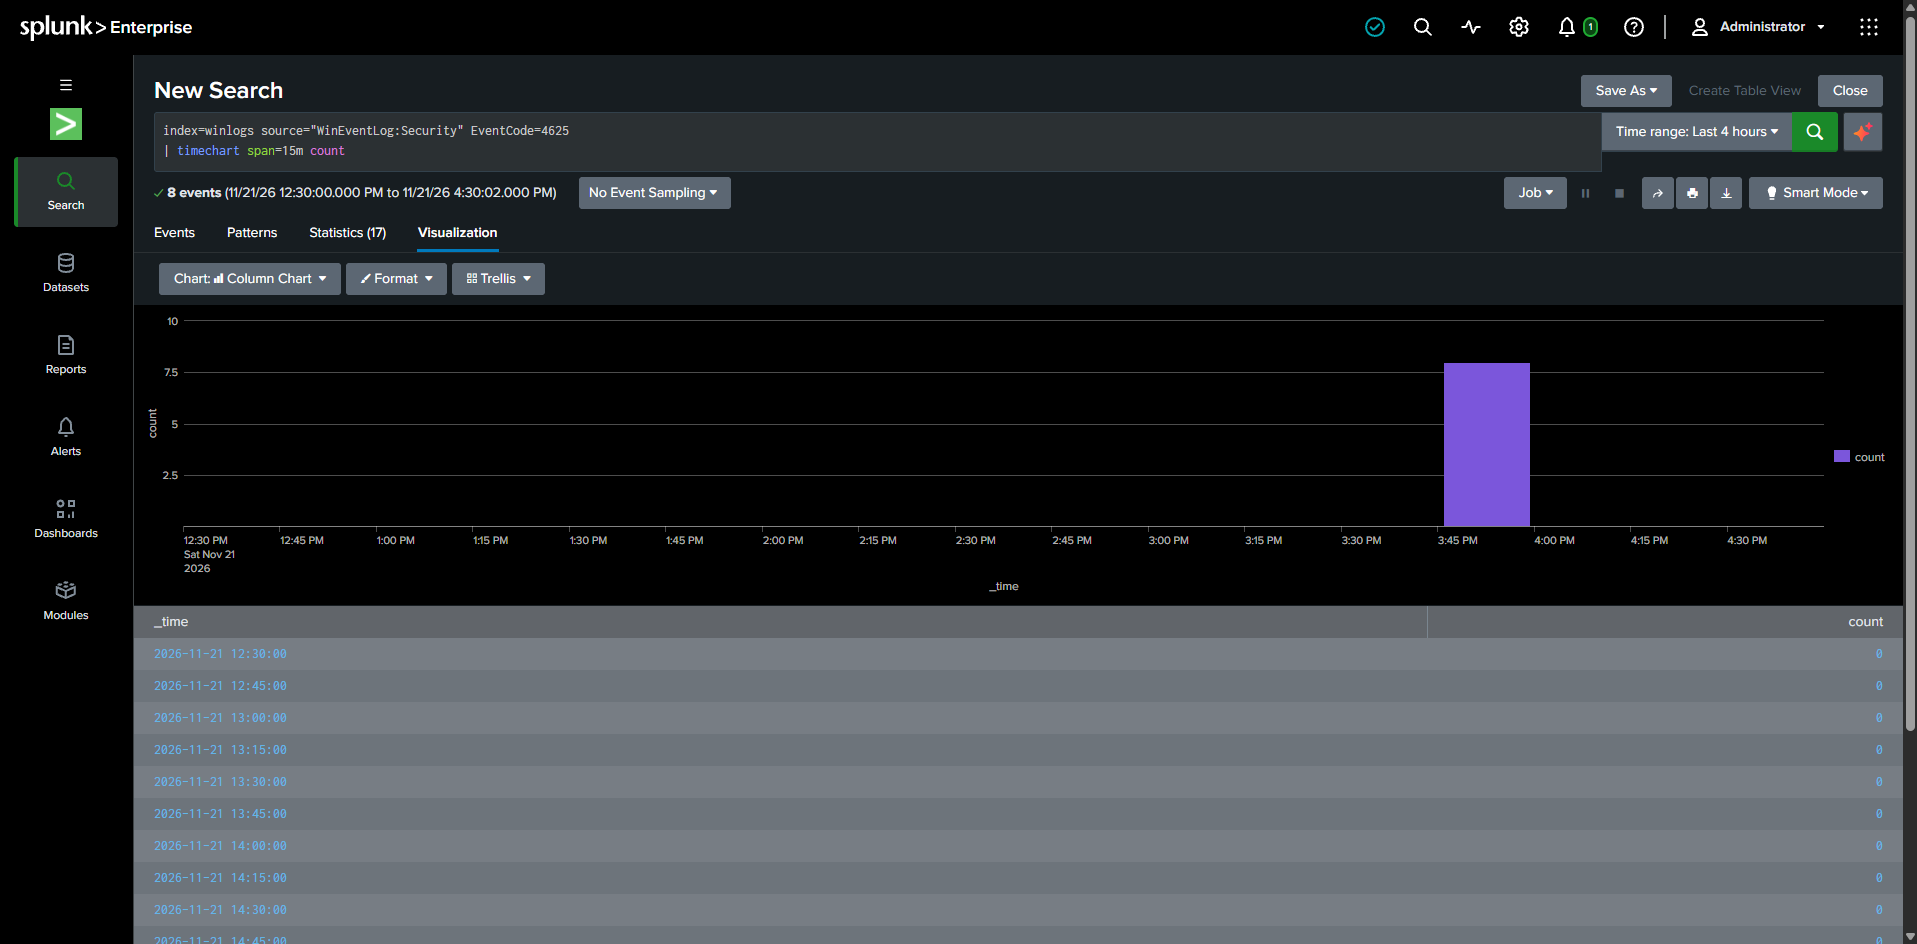 splunk>Enterprise
1
Administrator
New Search
Save As
Create Table View
Close
index=winlogs source="WinEventLog:Security" EventCode=4625
| timechart span=15m count
Time range: Last 4 hours
8 events (11/21/26 12:30:00.000 PM to 11/21/26 4:30:02.000 PM)
No Event Sampling
Job
Smart Mode
Search
Datasets
Reports
Alerts
Dashboards
Modules
Events
Patterns
Statistics (17)
Visualization
Chart: Column Chart
Format
Trellis
10
7.5
5
2.5
count
12:30 PM
Sat Nov 21
2026
12:45 PM
1:00 PM
1:15 PM
1:30 PM
1:45 PM
2:00 PM
2:15 PM
2:30 PM
2:45 PM
3:00 PM
3:15 PM
3:30 PM
3:45 PM
4:00 PM
4:15 PM
4:30 PM
_time
count
_time count
2026-11-21 12:30:00 0
2026-11-21 12:45:00 0
2026-11-21 13:00:00 0
2026-11-21 13:15:00 0
2026-11-21 13:30:00 0
2026-11-21 13:45:00 0
2026-11-21 14:00:00 0
2026-11-21 14:15:00 0
2026-11-21 14:30:00 0
2026-11-21 14:45:00 0